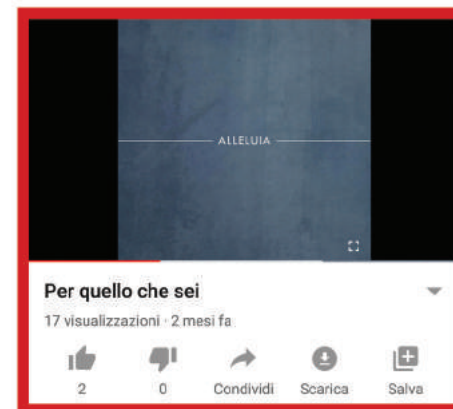 ALLELUIA
Per quello che sei
17 visualizzazioni · 2 mesi fa
2 0 Condividi Scarica Salva